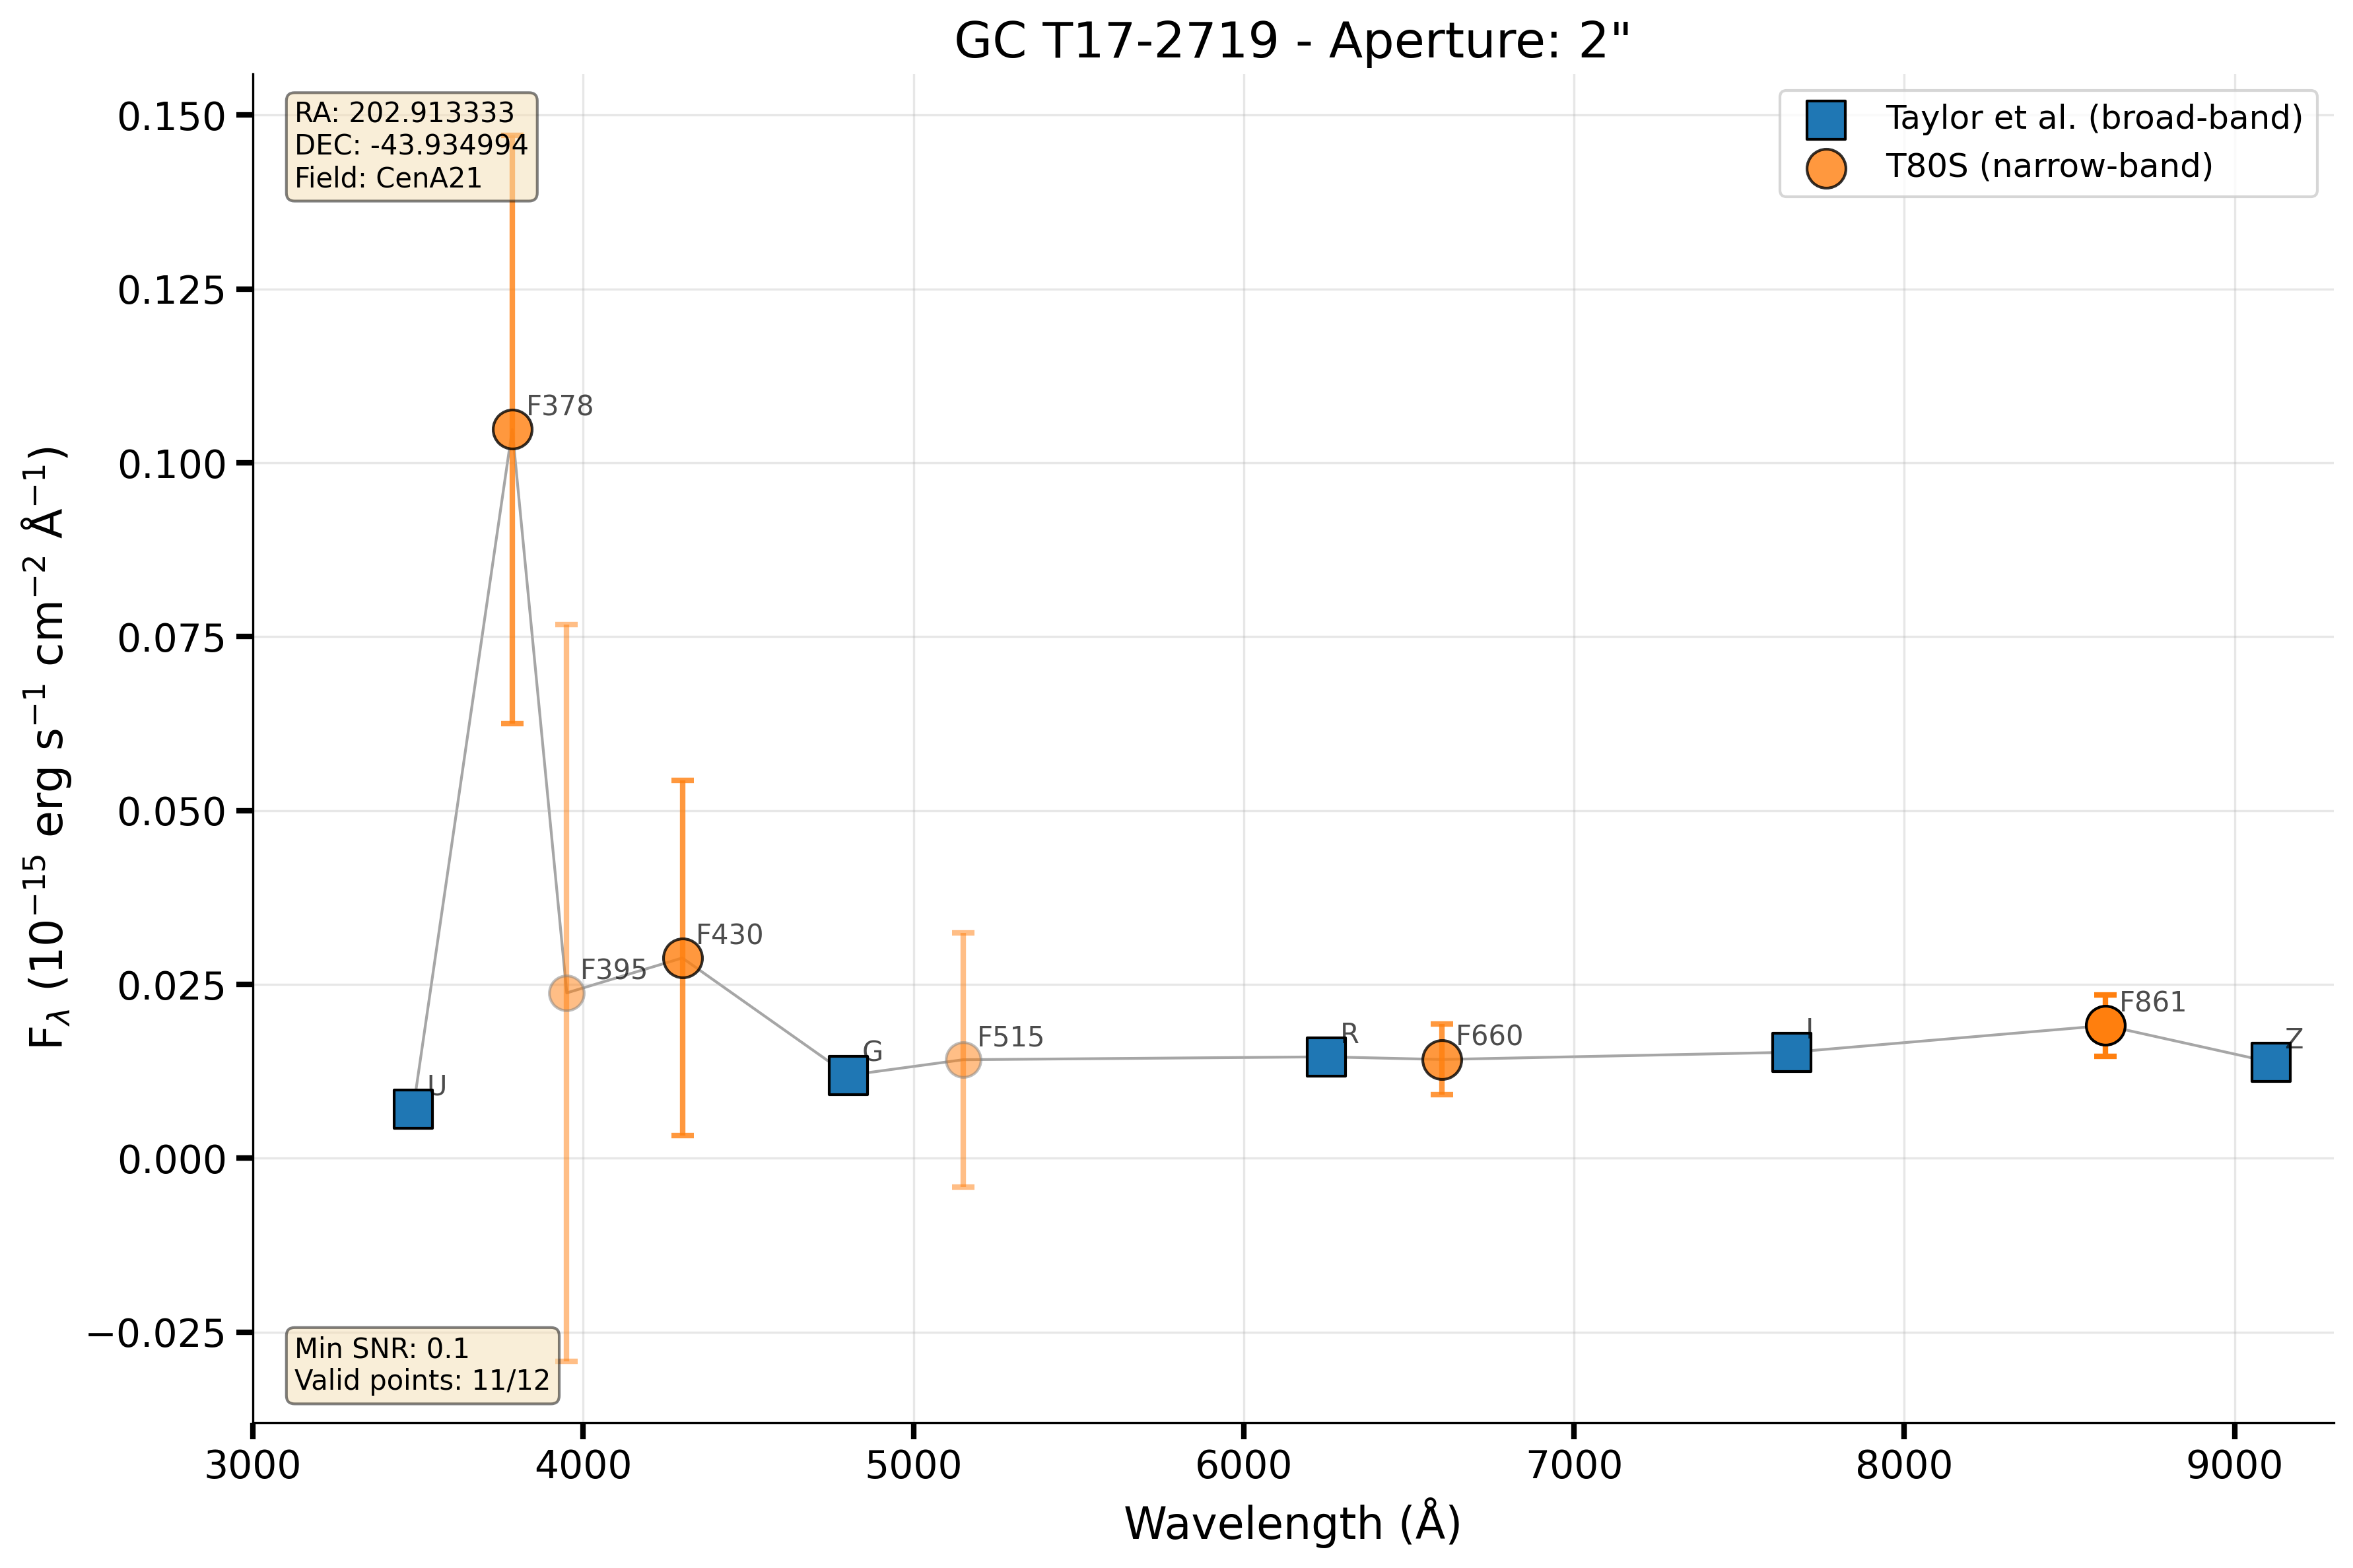 GC T17-2719 - Aperture: 2"
RA: 202.913333
DEC: -43.934994
Field: CenA21
Taylor et al. (broad-band)
T80S (narrow-band)
0.150
0.125
0.100
0.075
0.050
0.025
0.000
−0.025
F_λ (10⁻¹⁵ erg s⁻¹ cm⁻² Å⁻¹)
U
F378
F395
F430
G
F515
R
F660
I
F861
Z
Min SNR: 0.1
Valid points: 11/12
3000 4000 5000 6000 7000 8000 9000
Wavelength (Å)